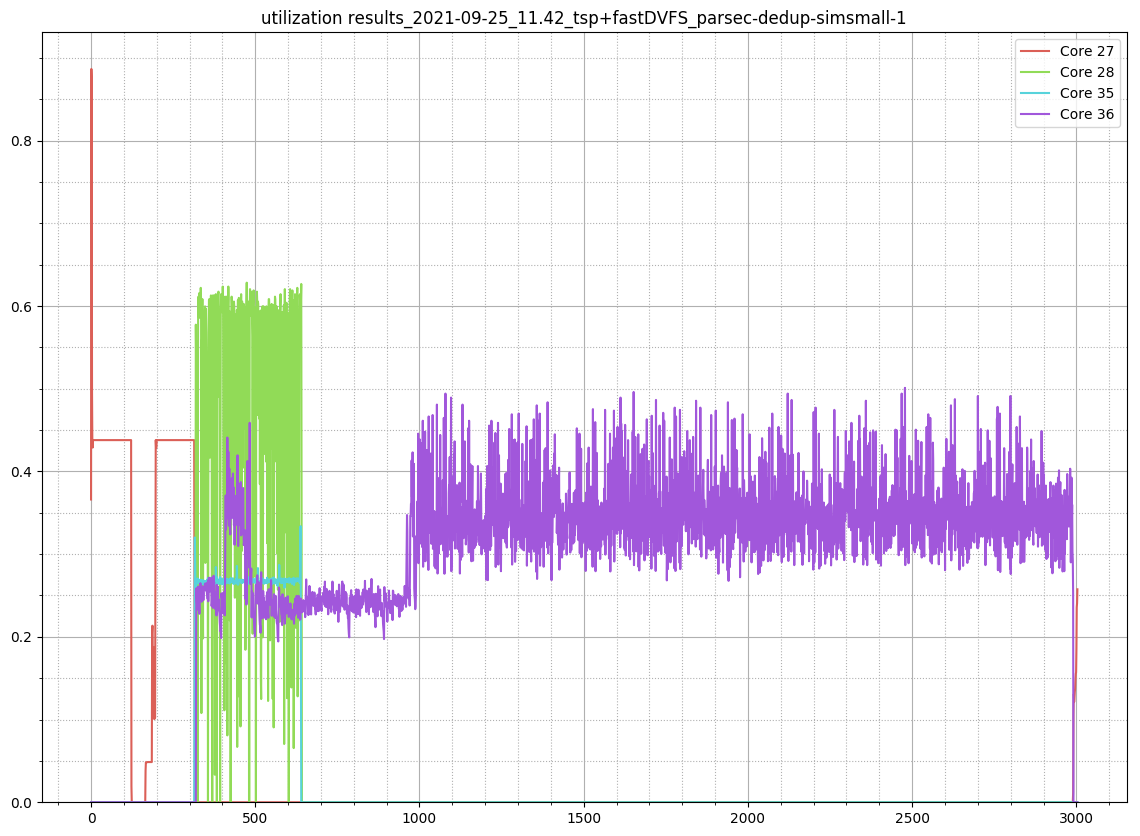 utilization results_2021-09-25_11.42_tsp+fastDVFS_parsec-dedup-simsmall-1
Core 27
Core 28
Core 35
Core 36
0.8
0.6
0.4
0.2
0.0
0 500 1000 1500 2000 2500 3000